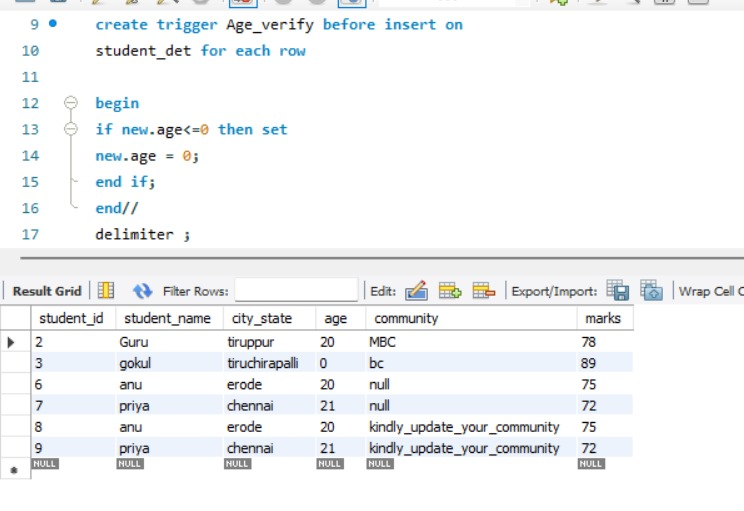 9 create trigger Age_verify before insert on
10 student_det for each row
11
12 begin
13 if new.age<=0 then set
14 new.age = 0;
15 end if;
16 end//
17 delimiter ;
Result Grid Filter Rows: Edit: Export/Import: Wrap Cell C
student_id student_name city_state age community marks
2 Guru tiruppur 20 MBC 78
3 gokul tiruchirapalli 0 bc 89
6 anu erode 20 null 75
7 priya chennai 21 null 72
8 anu erode 20 kindly_update_your_community 75
9 priya chennai 21 kindly_update_your_community 72
NULL NULL NULL NULL NULL NULL